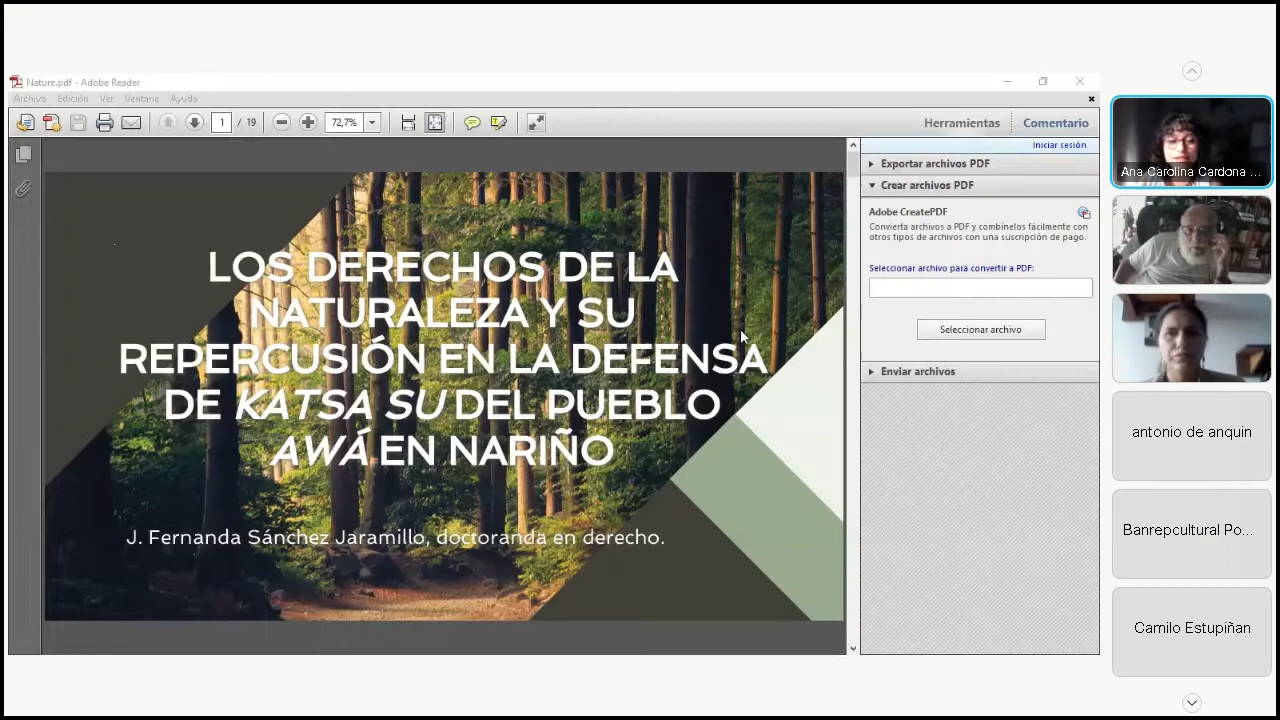 Nature.pdf - Adobe Reader
Archivo Edición Ver Ventana Ayuda
1 / 19 72,7% Herramientas Comentario
Iniciar sesión
Exportar archivos PDF
Crear archivos PDF
Adobe CreatePDF
Convierta archivos a PDF y combínelos fácilmente con
otros tipos de archivos con una suscripción de pago.
Seleccionar archivo para convertir a PDF:
Seleccionar archivo
Enviar archivos
LOS DERECHOS DE LA
NATURALEZA Y SU
REPERCUSIÓN EN LA DEFENSA
DE KATSA SU DEL PUEBLO
AWÁ EN NARIÑO
J. Fernanda Sánchez Jaramillo, doctoranda en derecho.
Ana Carolina Cardona ...
antonio de anquin
Banrepcultural Po...
Camilo Estupiñan